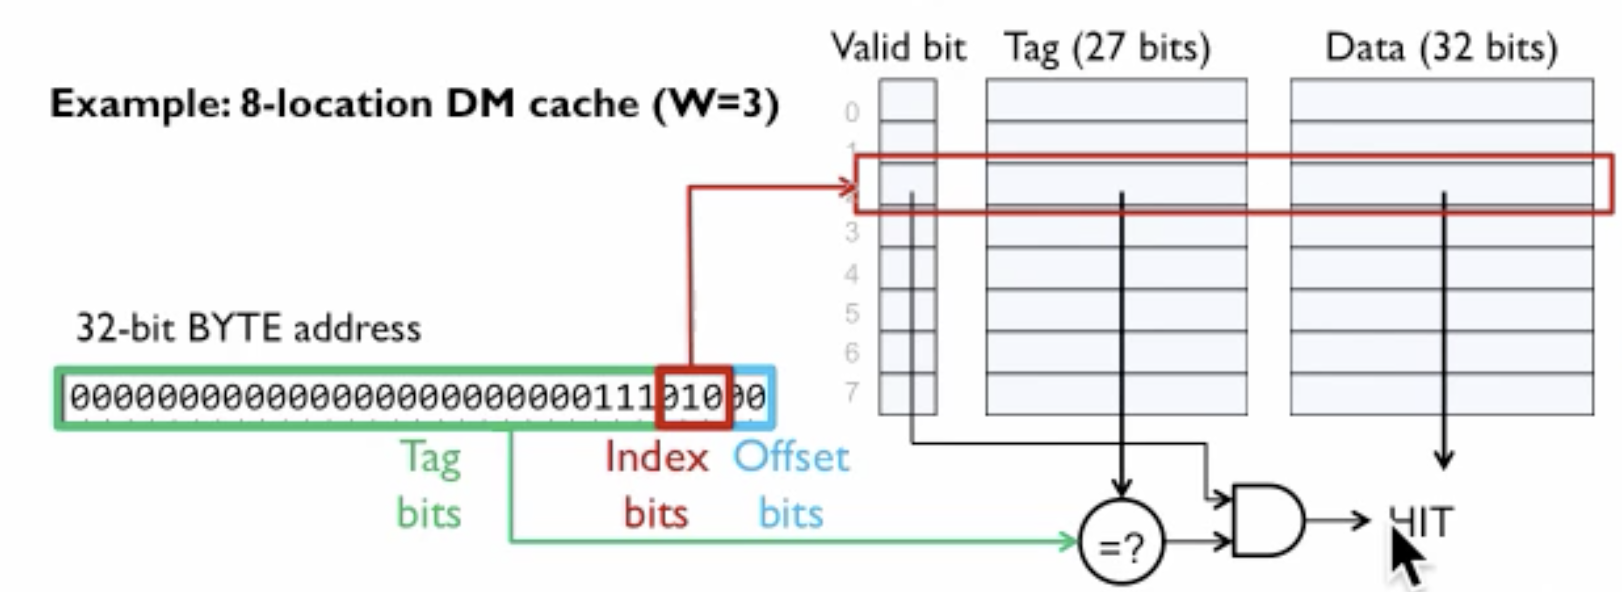 Valid bit Tag (27 bits) Data (32 bits)
Example: 8-location DM cache (W=3)
0
1
3
4
5
6
7
32-bit BYTE address
00000000000000000000000011101000
Tag bits
Index bits
Offset bits
=?
HIT